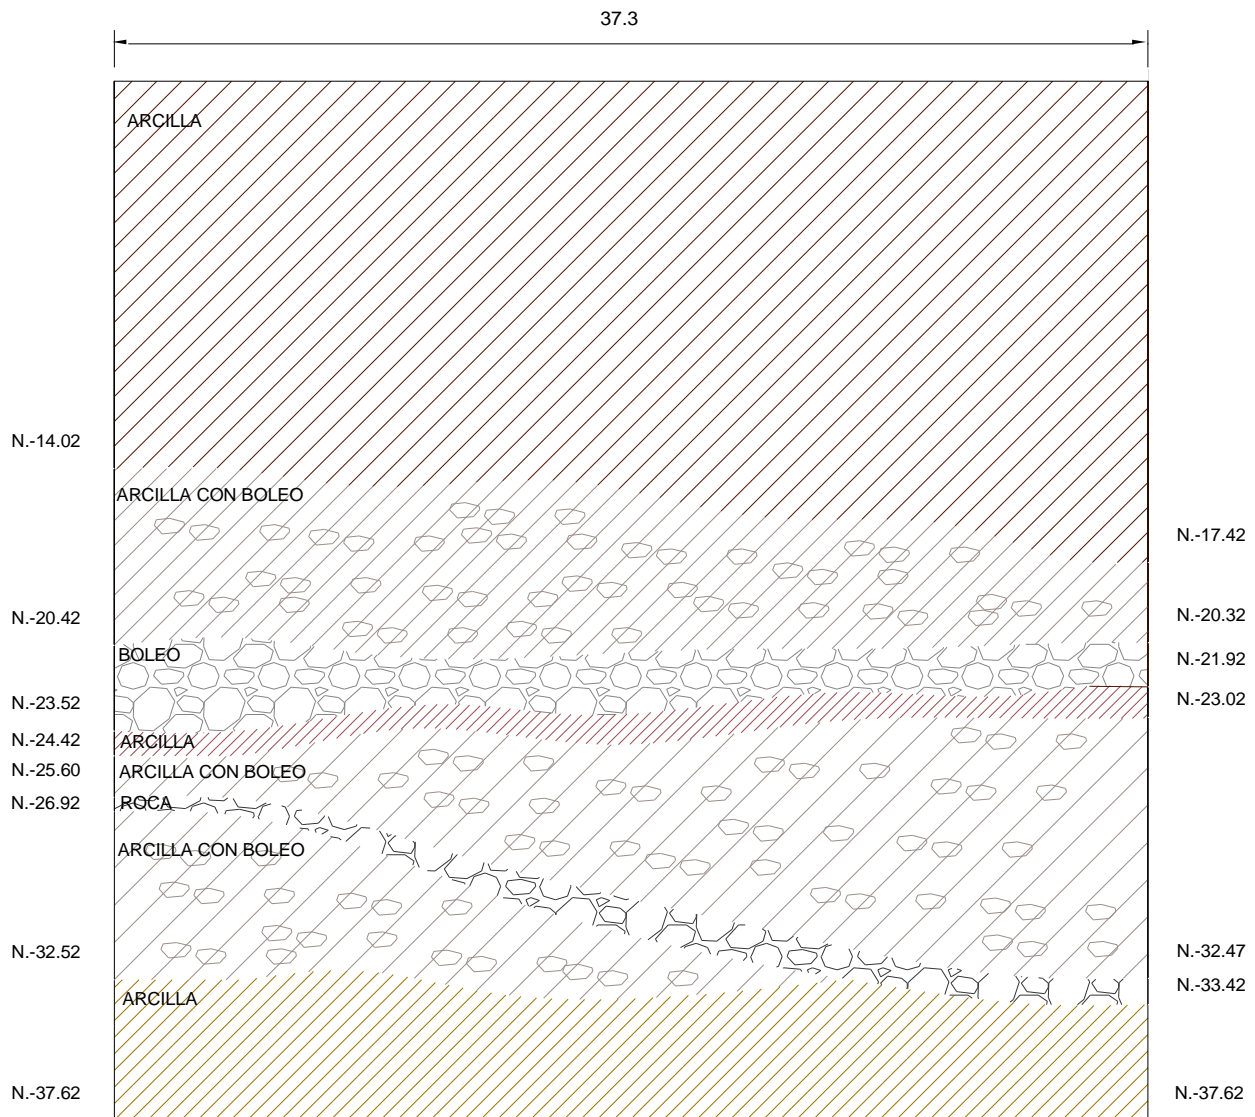 37.3
ARCILLA
N.-14.02
ARCILLA CON BOLEO
N.-17.42
N.-20.42
N.-20.32
BOLEO
N.-21.92
N.-23.52
N.-23.02
N.-24.42
ARCILLA
N.-25.60
ARCILLA CON BOLEO
N.-26.92
ROCA
ARCILLA CON BOLEO
N.-32.52
N.-32.47
N.-33.42
ARCILLA
N.-37.62
N.-37.62